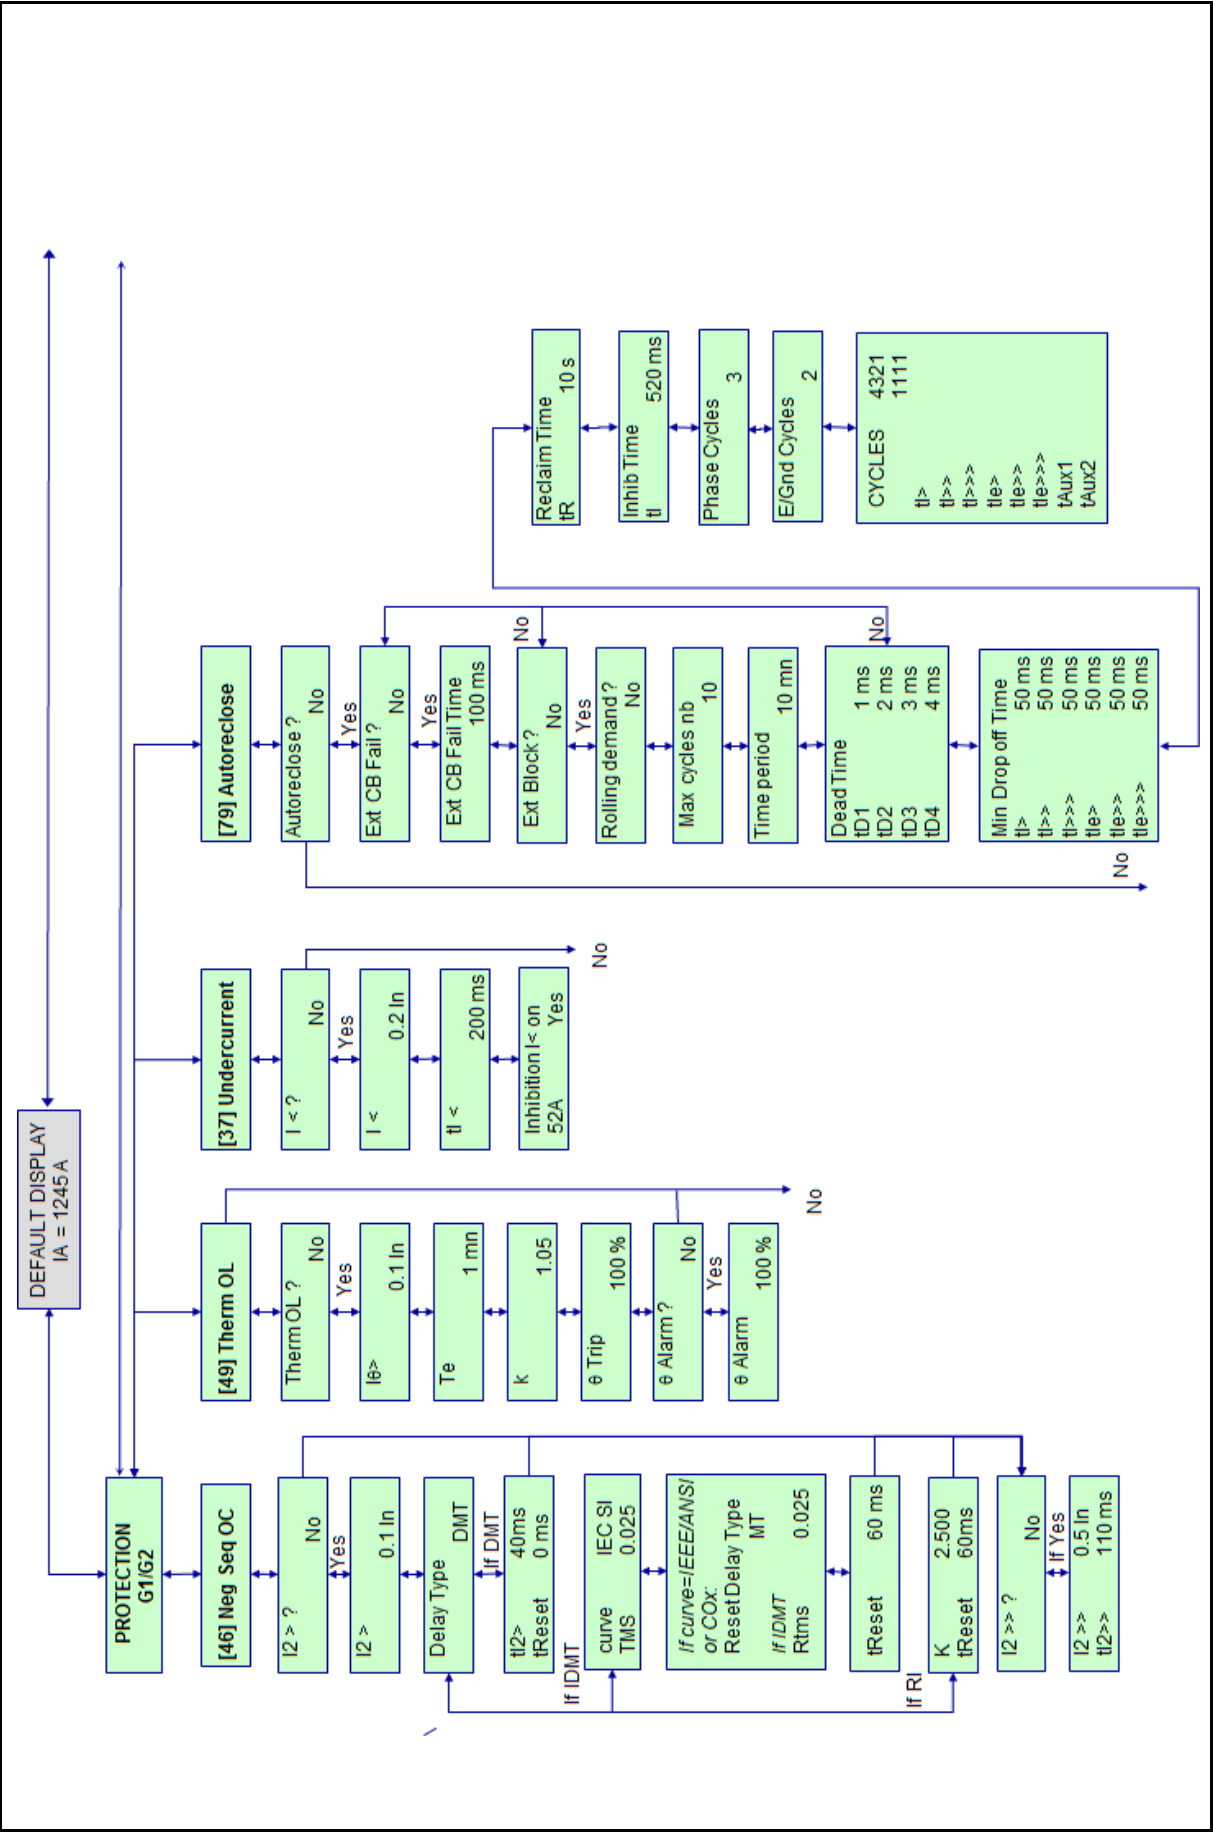 DEFAULT DISPLAY
IA = 1245 A
PROTECTION
G1/G2
[46] Neg Seq OC
I2 > ?
No
Yes
I2 >
0.1 In
Delay Type
DMT
If DMT
tI2> 40ms
tReset 0 ms
If IDMT
curve IEC SI
TMS 0.025
If curve=IEEE/ANSI
or COx:
Reset Delay Type
MT
If IDMT
Rtms 0.025
tReset 60 ms
If RI
K 2.500
tReset 60ms
I2 >> ?
No
If Yes
I2 >> 0.5 In
tI2>> 110 ms
[49] Therm OL
Therm OL ?
No
Yes
Iθ>
0.1 In
Te
1 mn
k
1.05
θ Trip
100 %
θ Alarm ?
No
Yes
θ Alarm
100 %
No
[37] Undercurrent
I < ?
No
Yes
I <
0.2 In
tI <
200 ms
Inhibition I< on
52A Yes
No
[79] Autoreclose
Autoreclose ?
No
Yes
Ext CB Fail ?
No
Yes
Ext CB Fail Time
100 ms
No
Ext Block ?
No
Yes
Rolling demand ?
No
Max cycles nb
10
Time period
10 mn
No
Dead Time
tD1 1 ms
tD2 2 ms
tD3 3 ms
tD4 4 ms
Min Drop off Time
tI> 50 ms
tI>> 50 ms
tI>>> 50 ms
tIe> 50 ms
tIe>> 50 ms
tIe>>> 50 ms
No
Reclaim Time
tR 10 s
Inhib Time
tI 520 ms
Phase Cycles
3
E/Gnd Cycles
2
CYCLES 4321
1111
tI>
tI>>
tI>>>
tIe>
tIe>>
tIe>>>
tAux1
tAux2